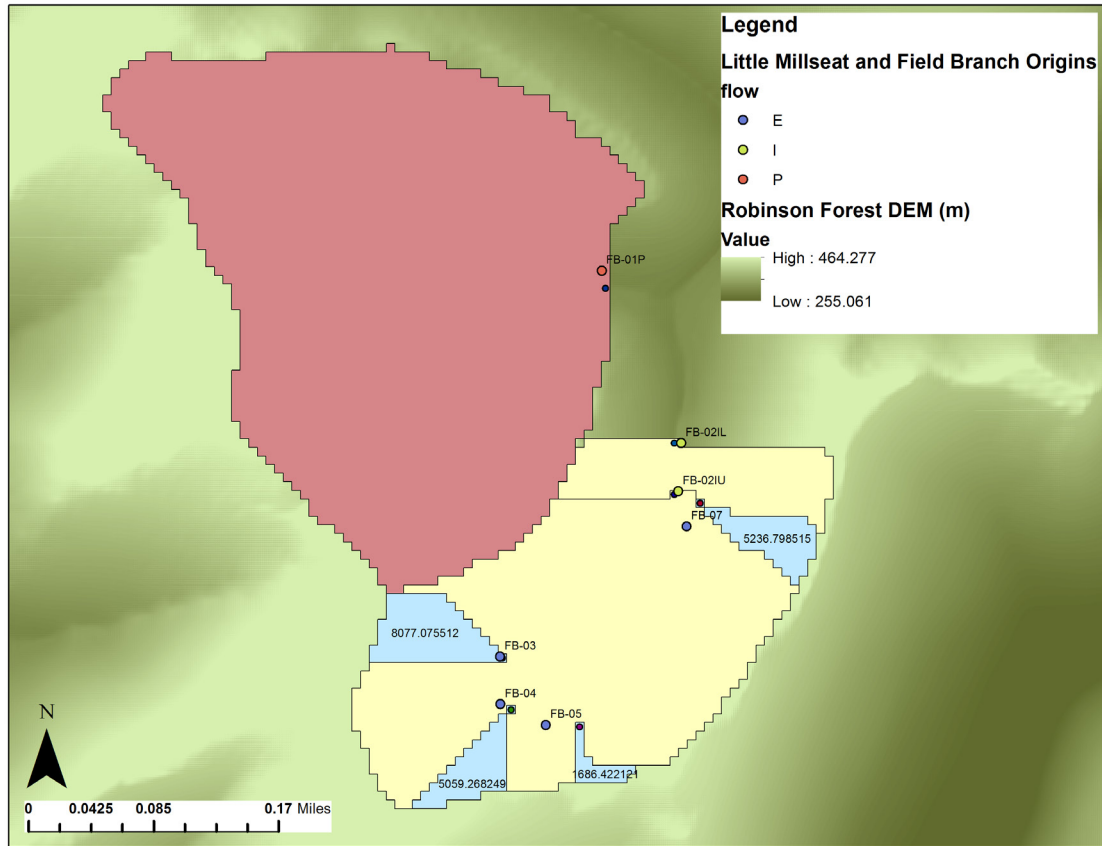 Legend
Little Millseat and Field Branch Origins
flow
E
I
P
Robinson Forest DEM (m)
Value
High : 464.277
Low : 255.061
FB-01P
FB-02IL
FB-02IU
FB-07
5236.798515
8077.075512
FB-03
FB-04
FB-05
5059.268249
1686.422121
N
0 0.0425 0.085 0.17 Miles